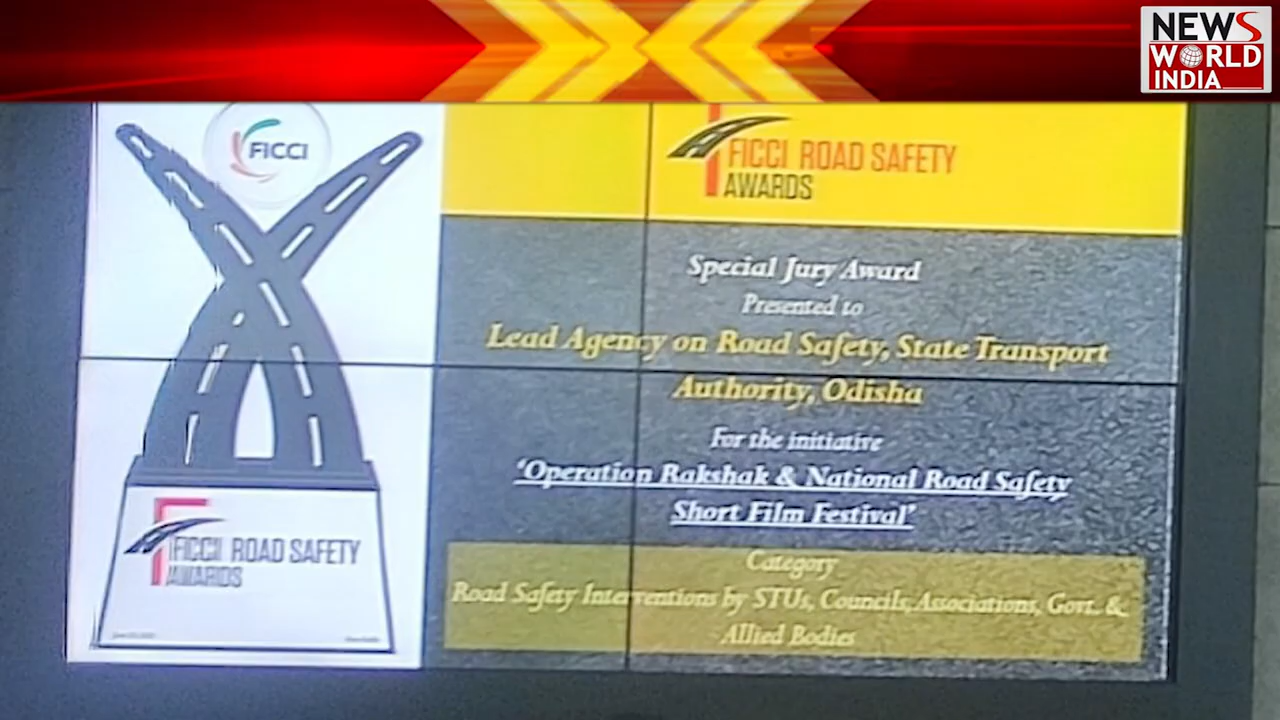 NEWS
WORLD
INDIA
FICCI
FICCI ROAD SAFETY
AWARDS
Special Jury Award
Presented to
Lead Agency on Road Safety, State Transport
Authority, Odisha
For the initiative
'Operation Rakshak & National Road Safety
Short Film Festival'
Category
Road Safety Interventions by STUs, Councils, Associations, Govt. &
Allied Bodies
FICCI ROAD SAFETY
AWARDS